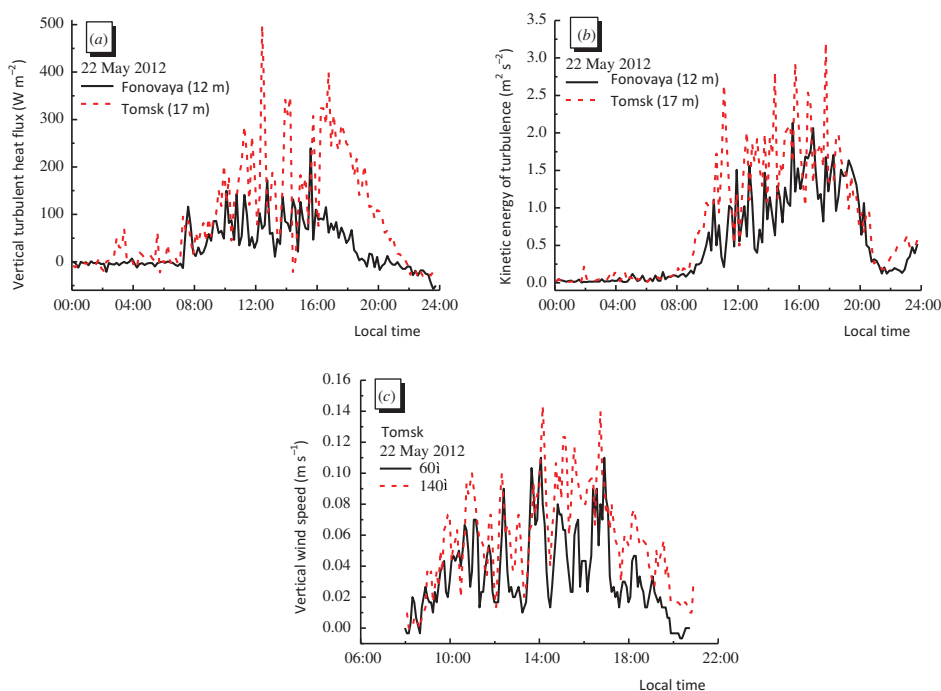 (a)
22 May 2012
Fonovaya (12 m)
Tomsk (17 m)
Vertical turbulent heat flux (W m−2)
500
400
300
200
100
0
00:00 04:00 08:00 12:00 16:00 20:00 24:00
Local time
(b)
22 May 2012
Fonovaya (12 m)
Tomsk (17 m)
Kinetic energy of turbulence (m2 s−2)
3.5
3.0
2.5
2.0
1.5
1.0
0.5
0.0
00:00 04:00 08:00 12:00 16:00 20:00 24:00
Local time
(c)
Tomsk
22 May 2012
60ì
140ì
Vertical wind speed (m s−1)
0.16
0.14
0.12
0.10
0.08
0.06
0.04
0.02
0.00
06:00 10:00 14:00 18:00 22:00
Local time